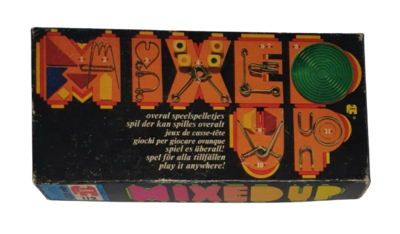 MIXED
UP
overal speelspelletjes
spil der kan spilles overalt
jeux de casse-tête
giochi per giocare ovunque
spiel es überall!
spel för alla tillfällen
play it anywhere!
MIXED UP